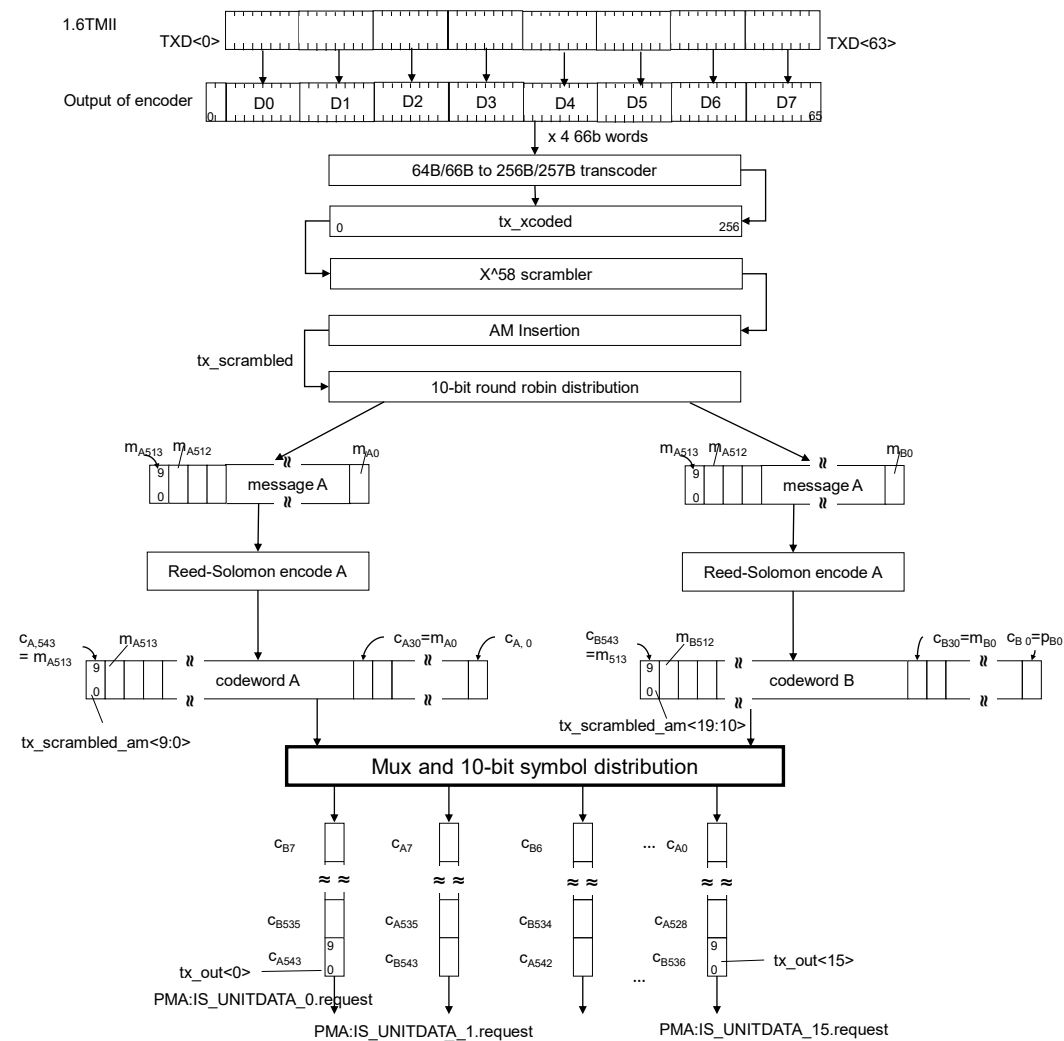 1.6TMII
TXD<0>
TXD<63>
Output of encoder
0 D0 D1 D2 D3 D4 D5 D6 D7 65
x 4 66b words
64B/66B to 256B/257B transcoder
0 tx_xcoded 256
X^58 scrambler
AM Insertion
tx_scrambled
10-bit round robin distribution
mA513 mA512 mA0
9
0
message A
mA513 mA512 mB0
9
0
message A
Reed-Solomon encode A
Reed-Solomon encode A
cA,543
= mA513
mA513
cA30=mA0
cA, 0
9
0
codeword A
tx_scrambled_am<9:0>
cB543
=m513
mB512
cB30=mB0
cB 0=pB0
9
0
codeword B
tx_scrambled_am<19:10>
Mux and 10-bit symbol distribution
cB7 cA7 cB6 ... cA0
≈ ≈ ≈ ≈ ≈ ≈ ≈ ≈
cB535 cA535 cB534 cA528
cA543 9 0 cB543 cA542 ... cB536 9 0
tx_out<0>
tx_out<15>
PMA:IS_UNITDATA_0.request
PMA:IS_UNITDATA_1.request
PMA:IS_UNITDATA_15.request